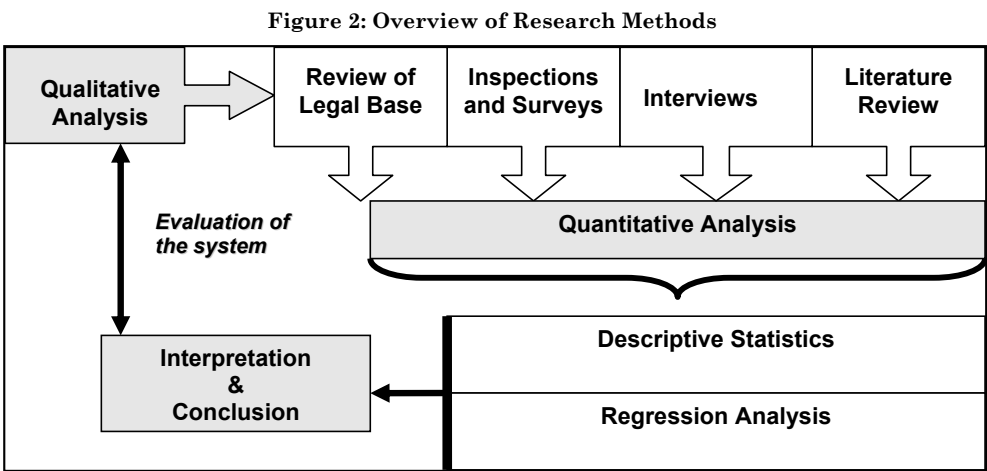 Figure 2: Overview of Research Methods
Qualitative
Analysis
Review of
Legal Base
Inspections
and Surveys
Interviews
Literature
Review
Evaluation of
the system
Quantitative Analysis
Descriptive Statistics
Interpretation
&
Conclusion
Regression Analysis